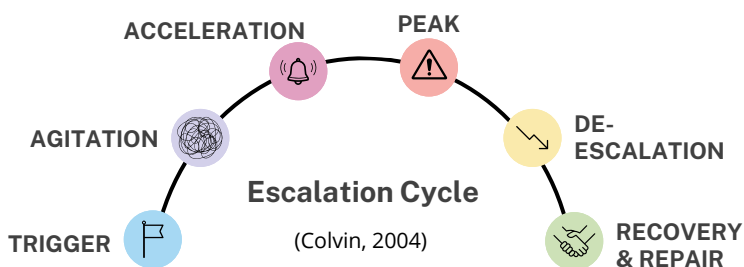 ACCELERATION
PEAK
AGITATION
DE-
ESCALATION
Escalation Cycle
(Colvin, 2004)
TRIGGER
RECOVERY
& REPAIR